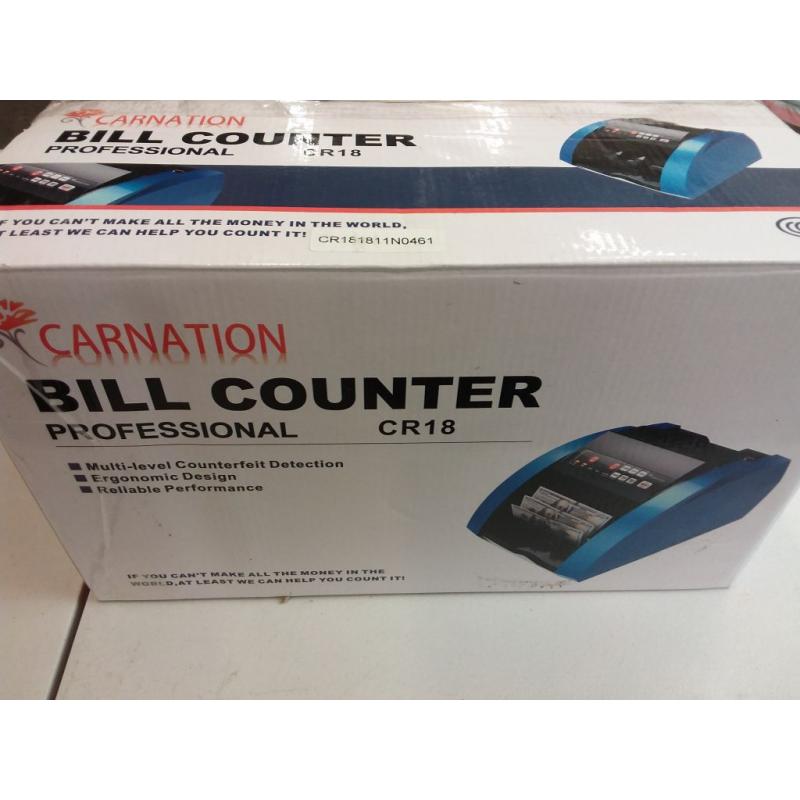 CARNATION
BILL COUNTER
PROFESSIONAL CR18
IF YOU CAN'T MAKE ALL THE MONEY IN THE WORLD,
AT LEAST WE CAN HELP YOU COUNT IT! CR181811N0461
CARNATION
BILL COUNTER
PROFESSIONAL CR18
Multi-level Counterfeit Detection
Ergonomic Design
Reliable Performance
IF YOU CAN'T MAKE ALL THE MONEY IN THE
WORLD,AT LEAST WE CAN HELP YOU COUNT IT!